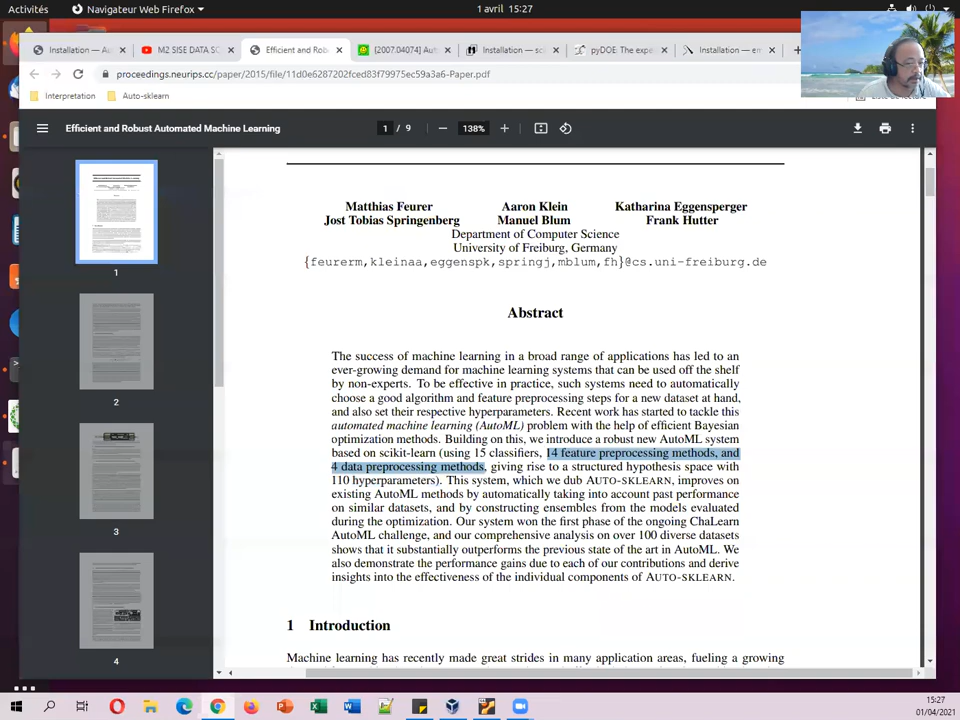 Activités
Navigateur Web Firefox
1 avril 15:27
Installation — Au
M2 SISE DATA SC
Efficient and Rob
[2007.04074] Aut
Installation — sci
pyDOE: The expe
Installation — em
proceedings.neurips.cc/paper/2015/file/11d0e6287202fced83f79975ec59a3a6-Paper.pdf
Interpretation
Auto-sklearn
Efficient and Robust Automated Machine Learning
1 / 9
138%
Matthias Feurer Aaron Klein Katharina Eggensperger
Jost Tobias Springenberg Manuel Blum Frank Hutter
Department of Computer Science
University of Freiburg, Germany
{feurerm,kleinaa,eggenspk,springj,mblum,fh}@cs.uni-freiburg.de
Abstract
The success of machine learning in a broad range of applications has led to an
ever-growing demand for machine learning systems that can be used off the shelf
by non-experts. To be effective in practice, such systems need to automatically
choose a good algorithm and feature preprocessing steps for a new dataset at hand,
and also set their respective hyperparameters. Recent work has started to tackle this
automated machine learning (AutoML) problem with the help of efficient Bayesian
optimization methods. Building on this, we introduce a robust new AutoML system
based on scikit-learn (using 15 classifiers, 14 feature preprocessing methods, and
4 data preprocessing methods, giving rise to a structured hypothesis space with
110 hyperparameters). This system, which we dub AUTO-SKLEARN, improves on
existing AutoML methods by automatically taking into account past performance
on similar datasets, and by constructing ensembles from the models evaluated
during the optimization. Our system won the first phase of the ongoing ChaLearn
AutoML challenge, and our comprehensive analysis on over 100 diverse datasets
shows that it substantially outperforms the previous state of the art in AutoML. We
also demonstrate the performance gains due to each of our contributions and derive
insights into the effectiveness of the individual components of AUTO-SKLEARN.
1 Introduction
Machine learning has recently made great strides in many application areas, fueling a growing
1
2
3
4
15:27
01/04/2021